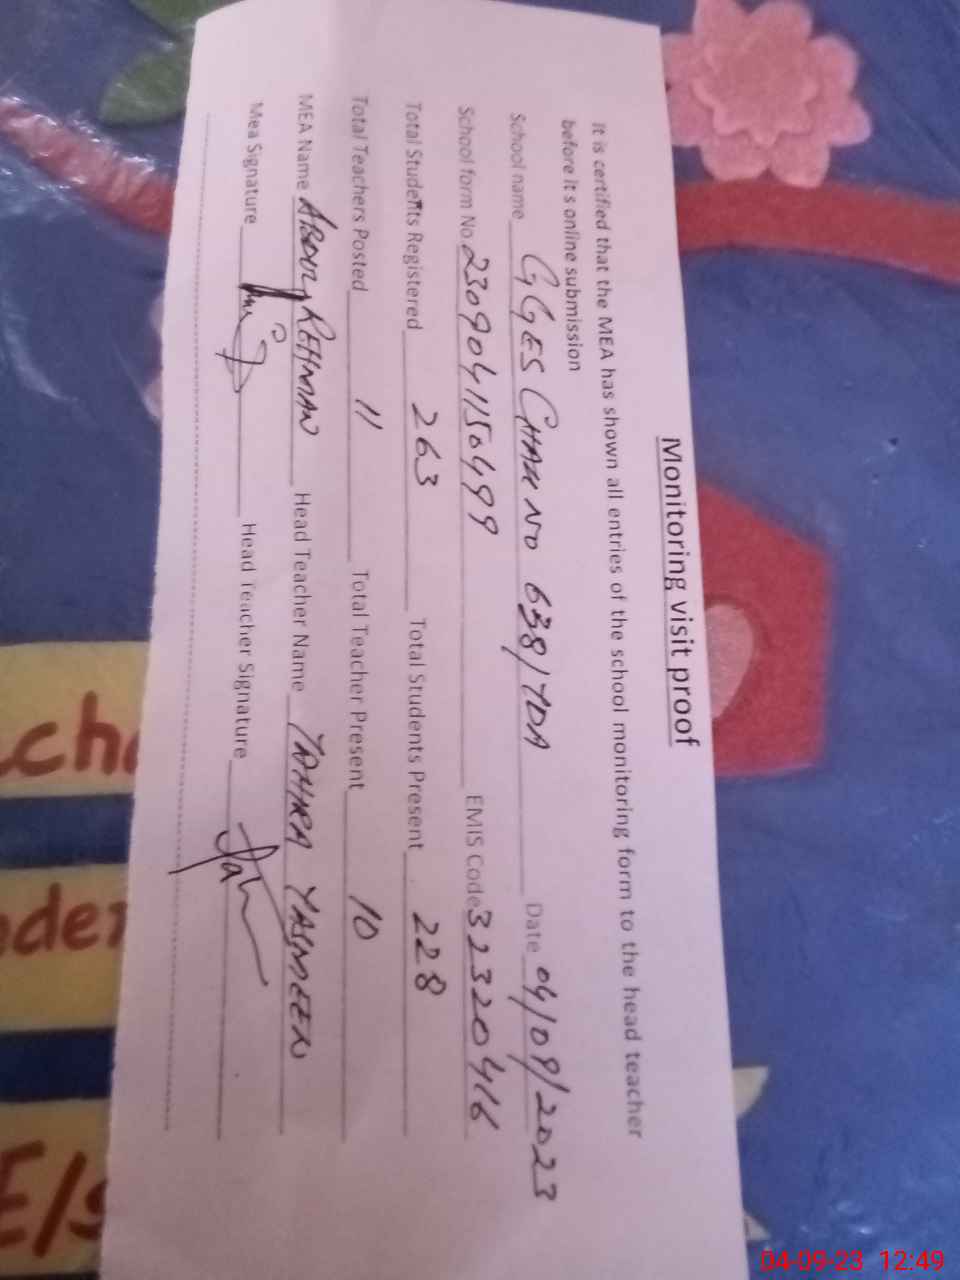 Monitoring visit proof
It is certified that the MEA has shown all entries of the school monitoring form to the head teacher
before its online submission
School name GGES CHAK NO 638/TDA Date 04/09/2023
School form No 2309041150499 EMIS Code 32320416
Total Students Registered 263 Total Students Present 228
Total Teachers Posted 11 Total Teacher Present 10
MEA Name ABDUL REHMAN Head Teacher Name TAHIRA YASMEEN
Mea Signature Head Teacher Signature
04-09-23 12:49